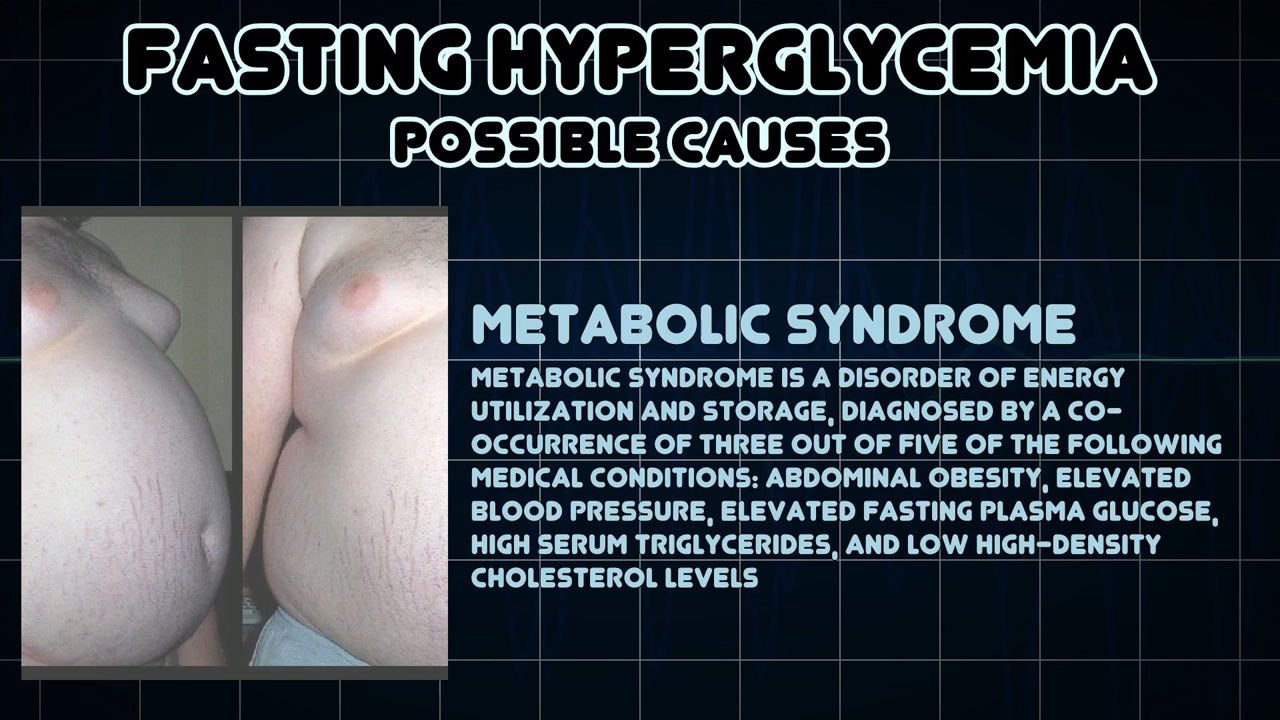 FASTING HYPERGLYCEMIA
POSSIBLE CAUSES
METABOLIC SYNDROME
METABOLIC SYNDROME IS A DISORDER OF ENERGY
UTILIZATION AND STORAGE, DIAGNOSED BY A CO-
OCCURRENCE OF THREE OUT OF FIVE OF THE FOLLOWING
MEDICAL CONDITIONS: ABDOMINAL OBESITY, ELEVATED
BLOOD PRESSURE, ELEVATED FASTING PLASMA GLUCOSE,
HIGH SERUM TRIGLYCERIDES, AND LOW HIGH-DENSITY
CHOLESTEROL LEVELS